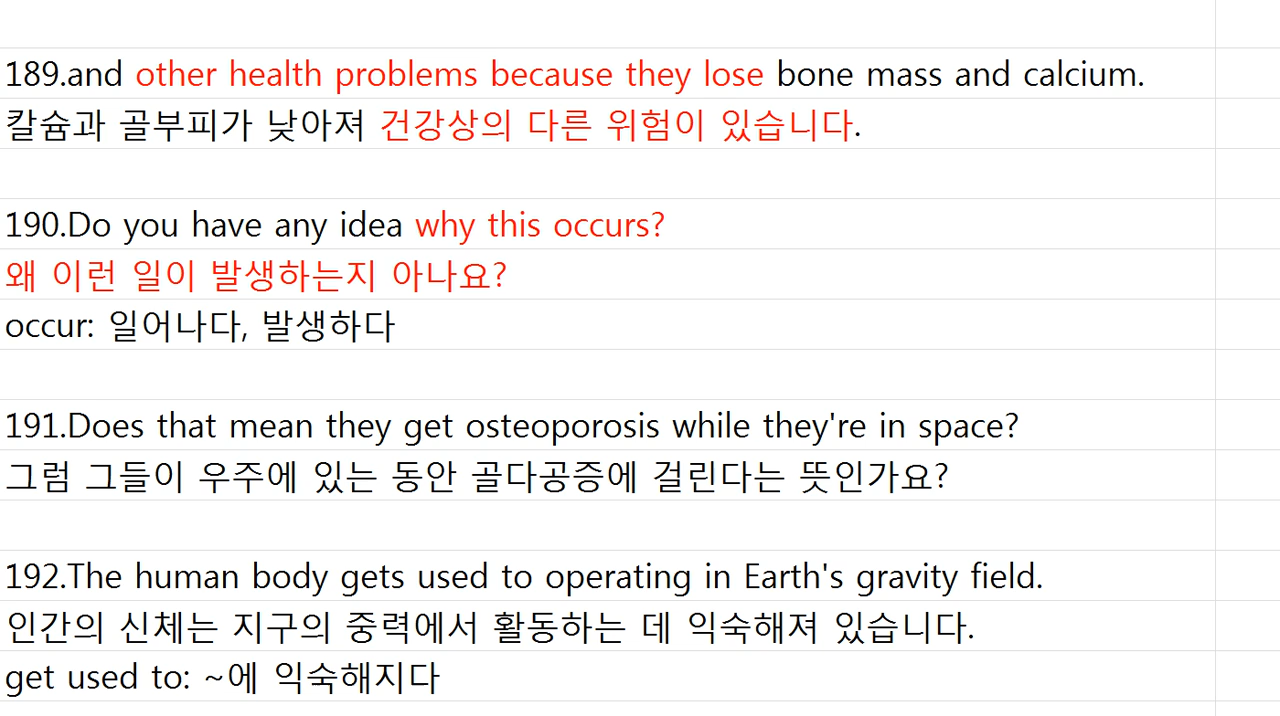 189.and other health problems because they lose bone mass and calcium.
칼슘과 골부피가 낮아져 건강상의 다른 위험이 있습니다.
190.Do you have any idea why this occurs?
왜 이런 일이 발생하는지 아나요?
occur: 일어나다, 발생하다
191.Does that mean they get osteoporosis while they're in space?
그럼 그들이 우주에 있는 동안 골다공증에 걸린다는 뜻인가요?
192.The human body gets used to operating in Earth's gravity field.
인간의 신체는 지구의 중력에서 활동하는 데 익숙해져 있습니다.
get used to: ~에 익숙해지다